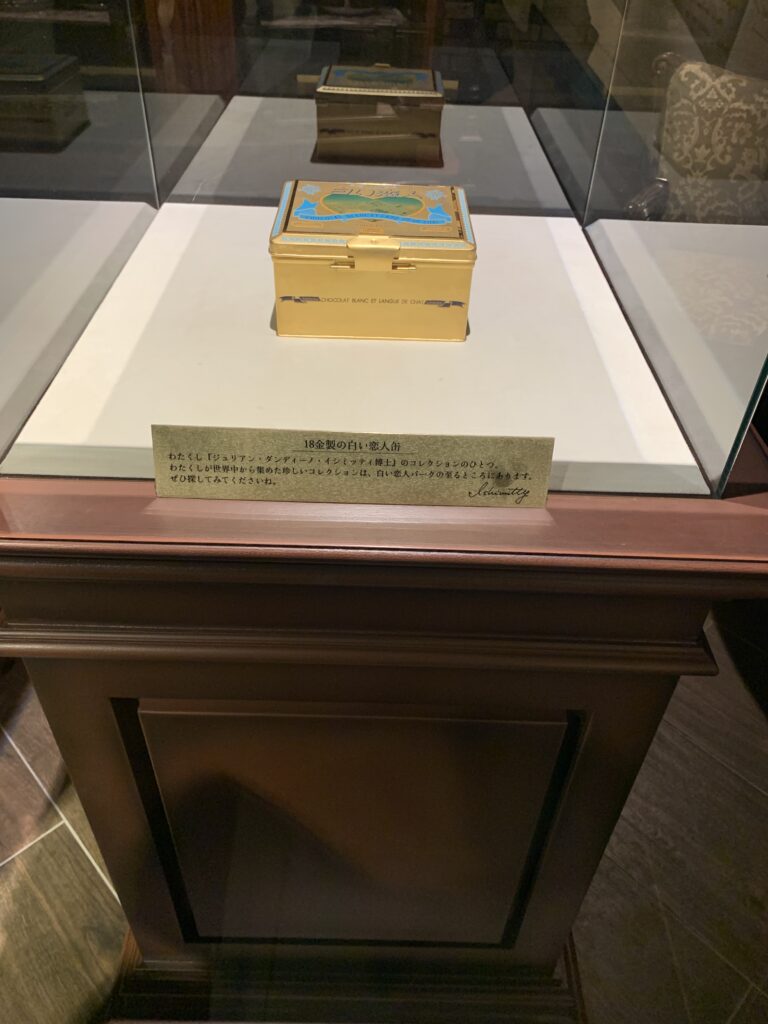 CHOCOLAT BLANC ET LANGUE DE CHAT
18金製の白い恋人缶
わたくし『ジュリアン・ダンディーノ・イシミッティ博士』のコレクションのひとつ。
わたくしが世界中から集めた珍しいコレクションは、白い恋人パークの至るところにあります。
ぜひ探してみてくださいね。
Ishimitty